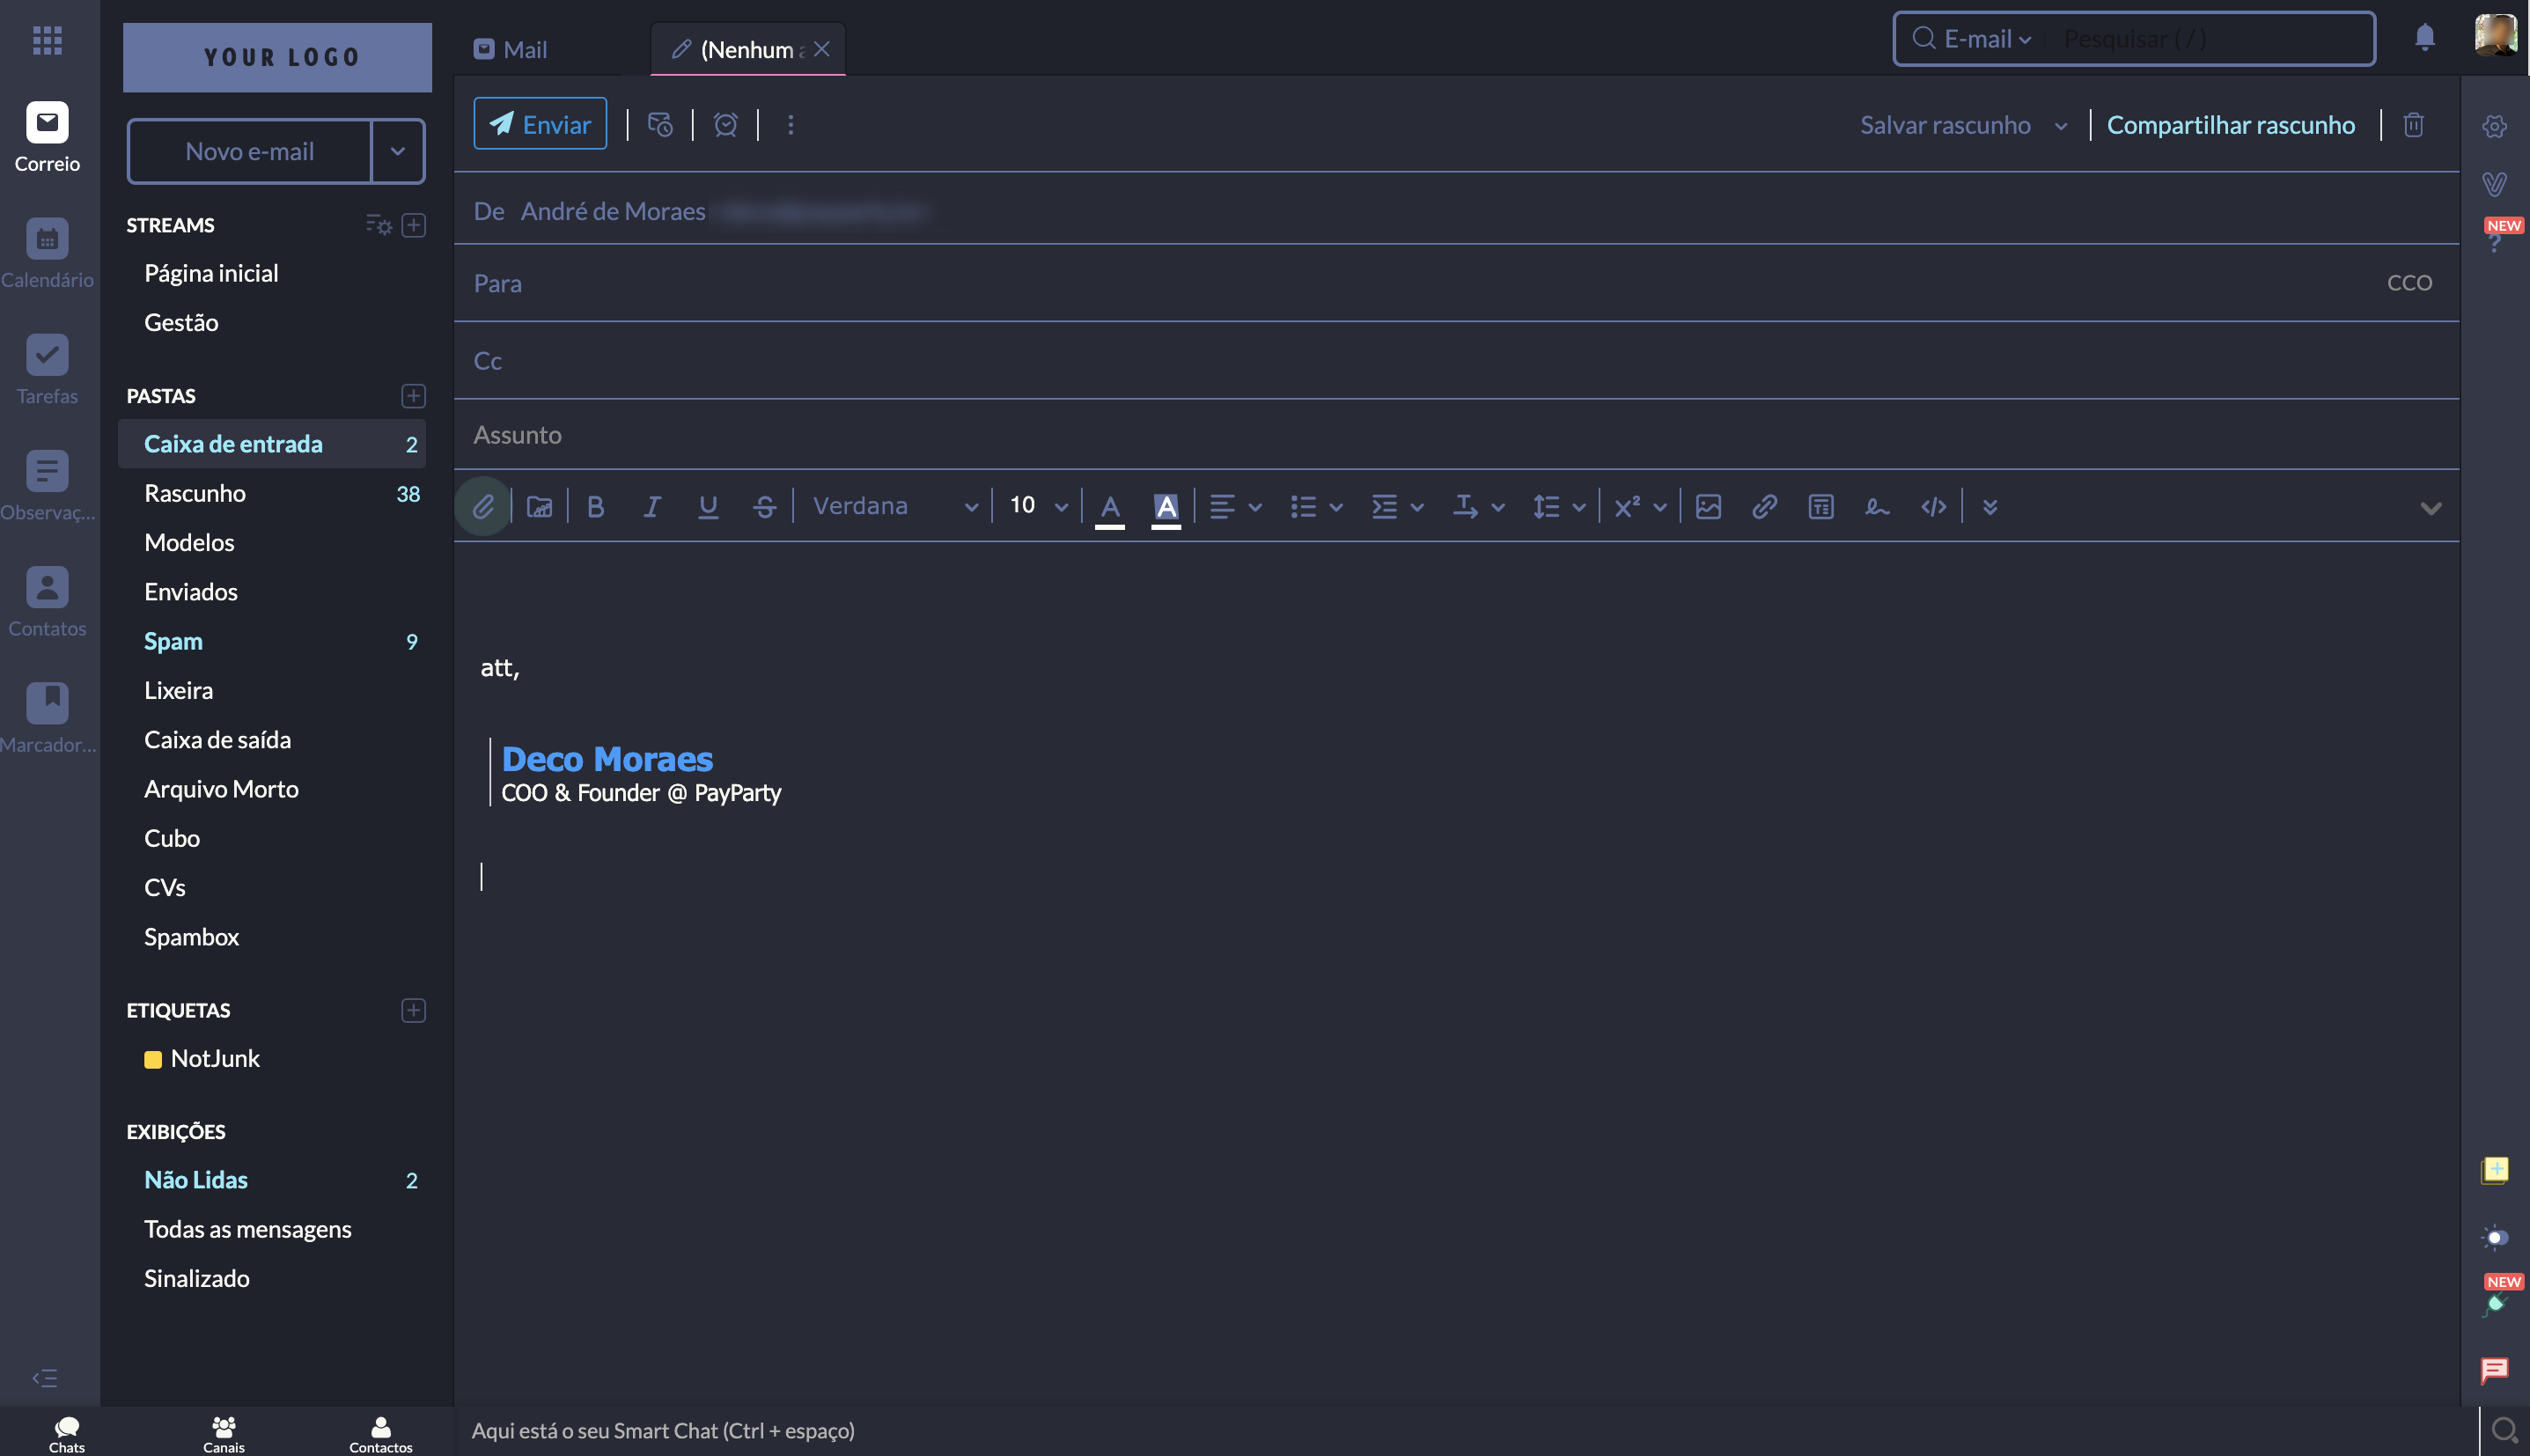 YOUR LOGO
Mail
(Nenhum
E-mail
Pesquisar ( / )
Novo e-mail
Enviar
Salvar rascunho
Compartilhar rascunho
Correio
Calendário
Tarefas
Observaç...
Contatos
Marcador...
STREAMS
Página inicial
Gestão
PASTAS
Caixa de entrada 2
Rascunho 38
Modelos
Enviados
Spam 9
Lixeira
Caixa de saída
Arquivo Morto
Cubo
CVs
Spambox
ETIQUETAS
NotJunk
EXIBIÇÕES
Não Lidas 2
Todas as mensagens
Sinalizado
De André de Moraes
Para
CCO
Cc
Assunto
Verdana
10
att,
Deco Moraes
COO & Founder @ PayParty
NEW
NEW
Chats
Canais
Contactos
Aqui está o seu Smart Chat (Ctrl + espaço)